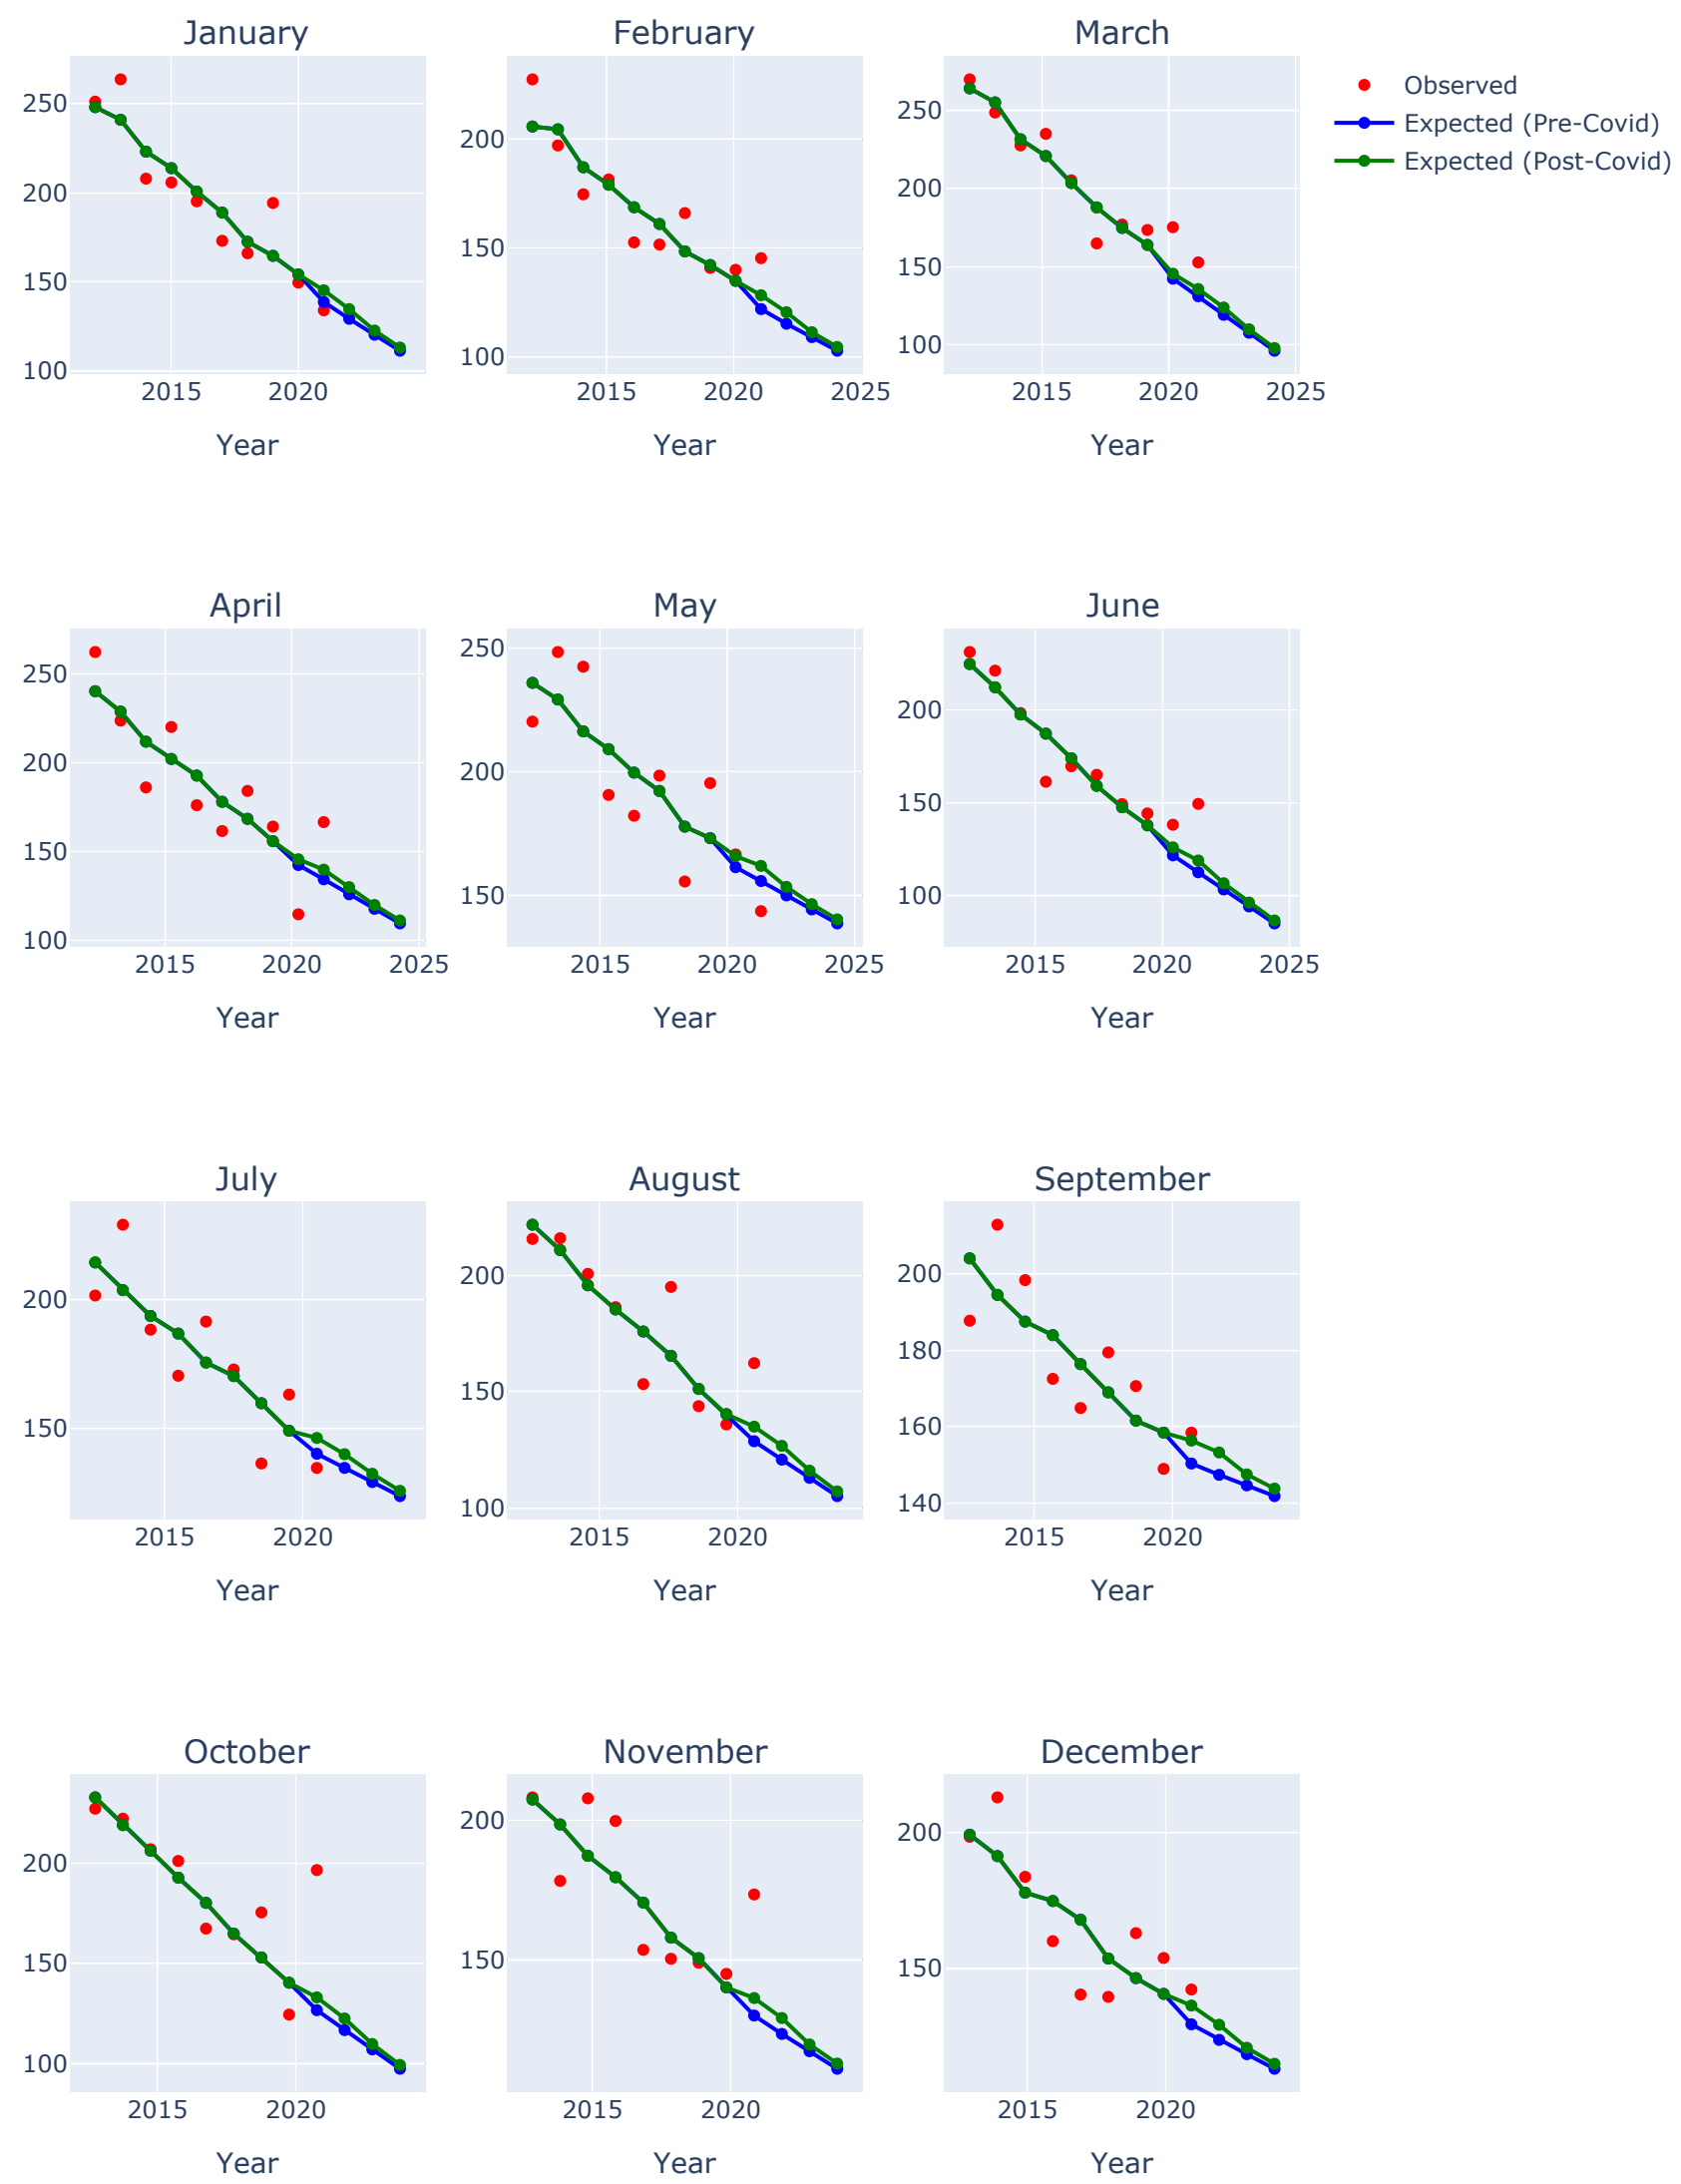 January
February
March
Observed
Expected (Pre-Covid)
Expected (Post-Covid)
250
200
150
100
2015
2020
Year
200
150
100
2015
2020
2025
Year
250
200
150
100
2015
2020
2025
Year
April
May
June
250
200
150
100
2015
2020
2025
Year
250
200
150
2015
2020
2025
Year
200
150
100
2015
2020
2025
Year
July
August
September
200
150
2015
2020
Year
200
150
100
2015
2020
Year
200
180
160
140
2015
2020
Year
October
November
December
200
150
100
2015
2020
Year
200
150
2015
2020
Year
200
150
2015
2020
Year